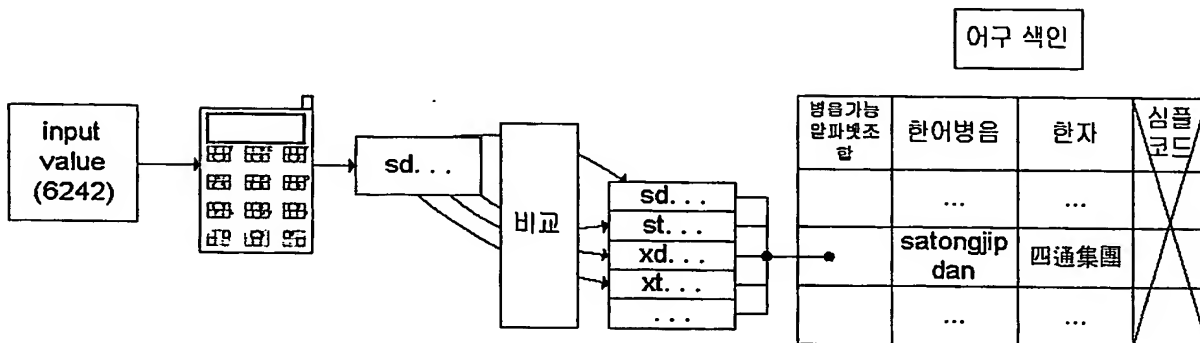 어구 색인
input
value
(6242)
sd. . .
비교
sd. . .
st. . .
xd. . .
xt. . .
. . .
병음가능
알파벳조
합
한어병음
한자
심플
코드
...
...
satongjip
dan
四通集團
...
...